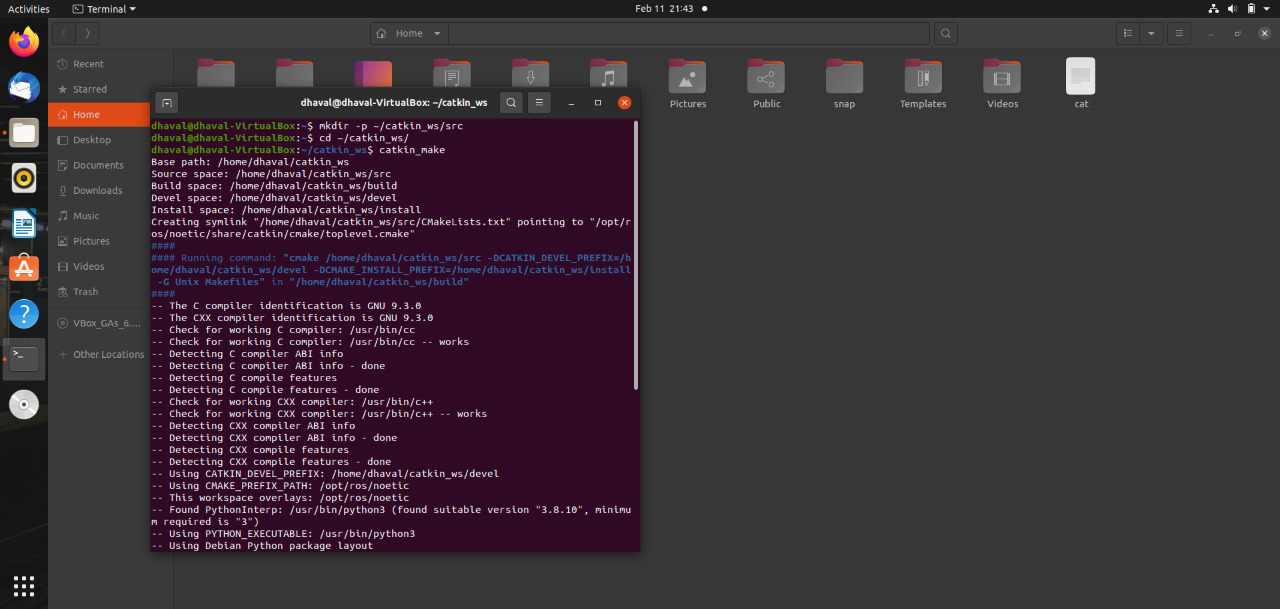 Activities
Terminal
Feb 11 21:43
Home
Recent
Starred
Home
Desktop
Documents
Downloads
Music
Pictures
Videos
Trash
VBox_GAs_6....
Other Locations
Pictures
Public
snap
Templates
Videos
cat
dhaval@dhaval-VirtualBox: ~/catkin_ws
dhaval@dhaval-VirtualBox:~$ mkdir -p ~/catkin_ws/src
dhaval@dhaval-VirtualBox:~$ cd ~/catkin_ws/
dhaval@dhaval-VirtualBox:~/catkin_ws$ catkin_make
Base path: /home/dhaval/catkin_ws
Source space: /home/dhaval/catkin_ws/src
Build space: /home/dhaval/catkin_ws/build
Devel space: /home/dhaval/catkin_ws/devel
Install space: /home/dhaval/catkin_ws/install
Creating symlink "/home/dhaval/catkin_ws/src/CMakeLists.txt" pointing to "/opt/r
os/noetic/share/catkin/cmake/toplevel.cmake"
####
#### Running command: "cmake /home/dhaval/catkin_ws/src -DCATKIN_DEVEL_PREFIX=/h
ome/dhaval/catkin_ws/devel -DCMAKE_INSTALL_PREFIX=/home/dhaval/catkin_ws/install
-G Unix Makefiles" in "/home/dhaval/catkin_ws/build"
####
-- The C compiler identification is GNU 9.3.0
-- The CXX compiler identification is GNU 9.3.0
-- Check for working C compiler: /usr/bin/cc
-- Check for working C compiler: /usr/bin/cc -- works
-- Detecting C compiler ABI info
-- Detecting C compiler ABI info - done
-- Detecting C compile features
-- Detecting C compile features - done
-- Check for working CXX compiler: /usr/bin/c++
-- Check for working CXX compiler: /usr/bin/c++ -- works
-- Detecting CXX compiler ABI info
-- Detecting CXX compiler ABI info - done
-- Detecting CXX compile features
-- Detecting CXX compile features - done
-- Using CATKIN_DEVEL_PREFIX: /home/dhaval/catkin_ws/devel
-- Using CMAKE_PREFIX_PATH: /opt/ros/noetic
-- This workspace overlays: /opt/ros/noetic
-- Found PythonInterp: /usr/bin/python3 (found suitable version "3.8.10", minimu
m required is "3")
-- Using PYTHON_EXECUTABLE: /usr/bin/python3
-- Using Debian Python package layout